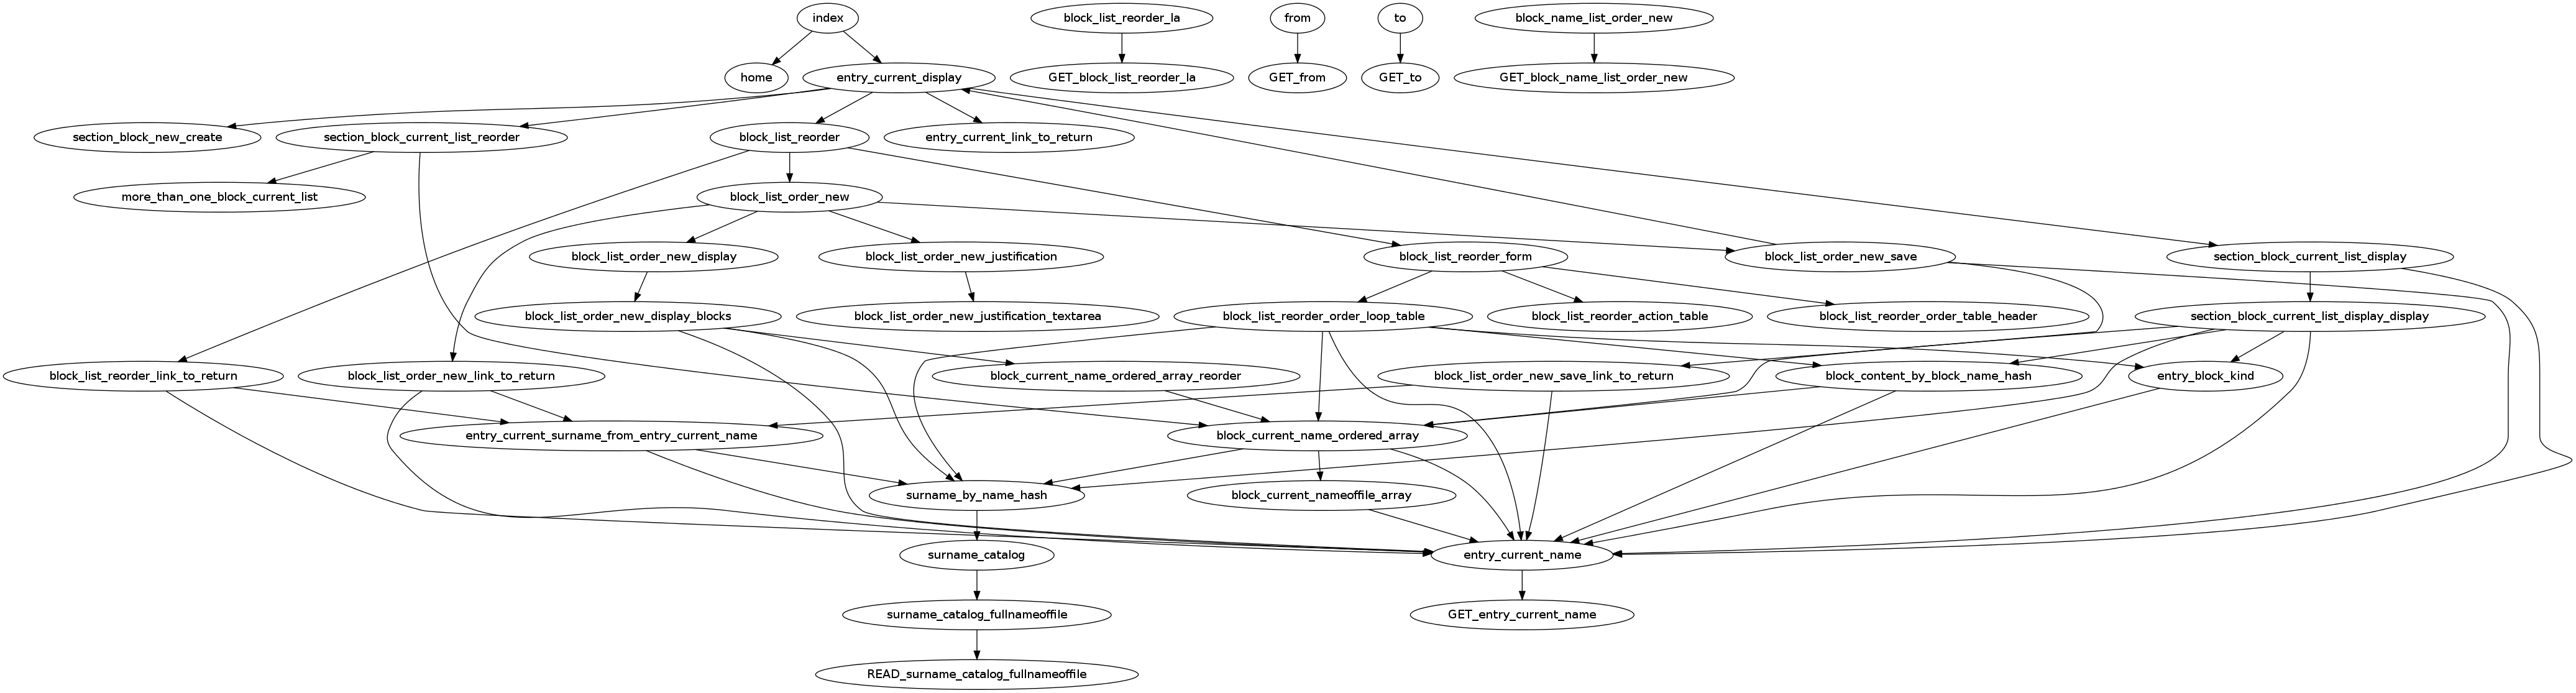 index
block_list_reorder_la
from
to
block_name_list_order_new
home
entry_current_display
GET_block_list_reorder_la
GET_from
GET_to
GET_block_name_list_order_new
section_block_new_create
section_block_current_list_reorder
block_list_reorder
entry_current_link_to_return
more_than_one_block_current_list
block_list_order_new
block_list_order_new_display
block_list_order_new_justification
block_list_reorder_form
block_list_order_new_save
section_block_current_list_display
block_list_order_new_display_blocks
block_list_order_new_justification_textarea
block_list_reorder_order_loop_table
block_list_reorder_action_table
block_list_reorder_order_table_header
section_block_current_list_display_display
block_list_reorder_link_to_return
block_list_order_new_link_to_return
block_current_name_ordered_array_reorder
block_list_order_new_save_link_to_return
block_content_by_block_name_hash
entry_block_kind
entry_current_surname_from_entry_current_name
block_current_name_ordered_array
surname_by_name_hash
block_current_nameoffile_array
surname_catalog
entry_current_name
surname_catalog_fullnameoffile
GET_entry_current_name
READ_surname_catalog_fullnameoffile